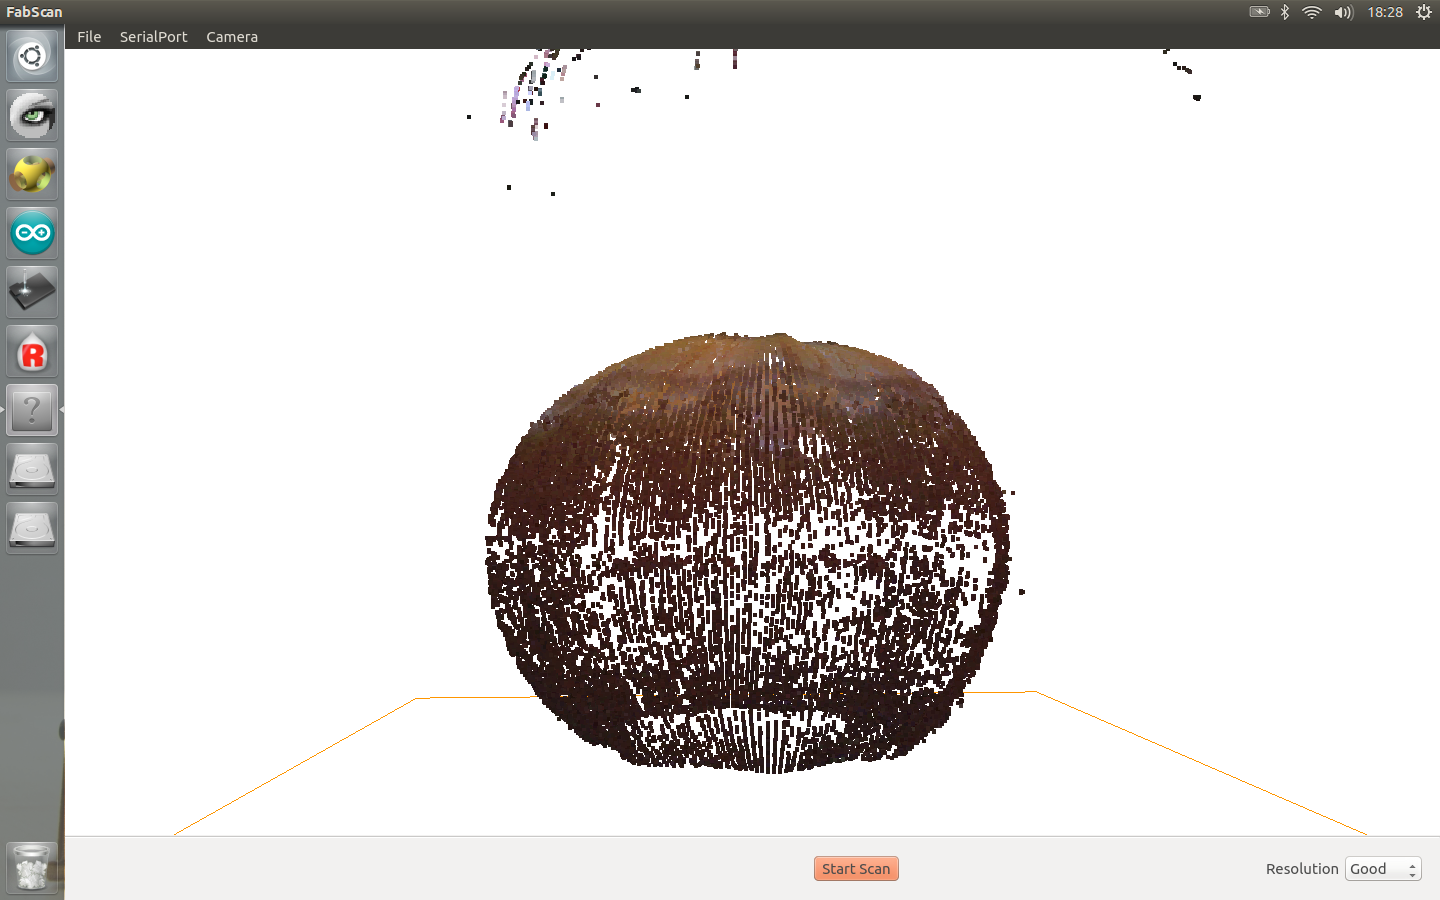 FabScan
18:28
File SerialPort Camera
R
?
Start Scan
Resolution Good